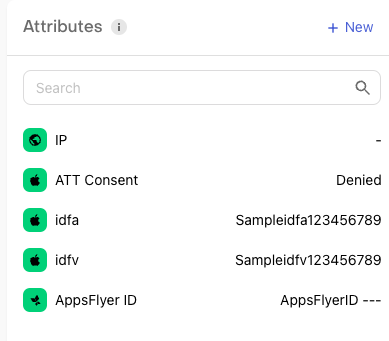 Attributes i + New
Search
IP -
ATT Consent Denied
idfa Sampleidfa123456789
idfv Sampleidfv123456789
AppsFlyer ID AppsFlyerID ---